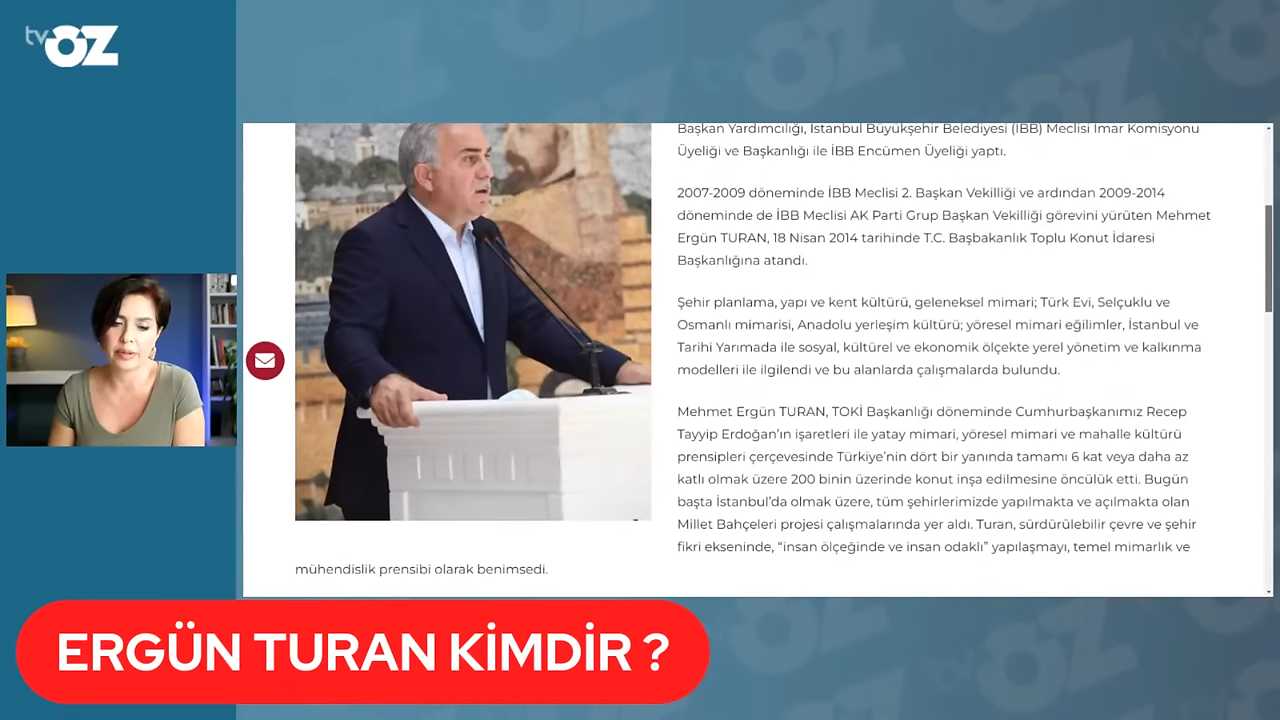 tv ÖZ
Başkan Yardımcılığı, İstanbul Büyükşehir Belediyesi (İBB) Meclisi İmar Komisyonu
Üyeliği ve Başkanlığı ile İBB Encümen Üyeliği yaptı.
2007-2009 döneminde İBB Meclisi 2. Başkan Vekilliği ve ardından 2009-2014
döneminde de İBB Meclisi AK Parti Grup Başkan Vekilliği görevini yürüten Mehmet
Ergün TURAN, 18 Nisan 2014 tarihinde T.C. Başbakanlık Toplu Konut İdaresi
Başkanlığına atandı.
Şehir planlama, yapı ve kent kültürü, geleneksel mimari; Türk Evi, Selçuklu ve
Osmanlı mimarisi, Anadolu yerleşim kültürü; yöresel mimari eğilimler, İstanbul ve
Tarihi Yarımada ile sosyal, kültürel ve ekonomik ölçekte yerel yönetim ve kalkınma
modelleri ile ilgilendi ve bu alanlarda çalışmalarda bulundu.
Mehmet Ergün TURAN, TOKİ Başkanlığı döneminde Cumhurbaşkanımız Recep
Tayyip Erdoğan’ın işaretleri ile yatay mimari, yöresel mimari ve mahalle kültürü
prensipleri çerçevesinde Türkiye’nin dört bir yanında tamamı 6 kat veya daha az
katlı olmak üzere 200 binin üzerinde konut inşa edilmesine öncülük etti. Bugün
başta İstanbul’da olmak üzere, tüm şehirlerimizde yapılmakta ve açılmakta olan
Millet Bahçeleri projesi çalışmalarında yer aldı. Turan, sürdürülebilir çevre ve şehir
fikri ekseninde, “insan ölçeğinde ve insan odaklı” yapılaşmayı, temel mimarlık ve
mühendislik prensibi olarak benimsedi.
ERGÜN TURAN KİMDİR ?